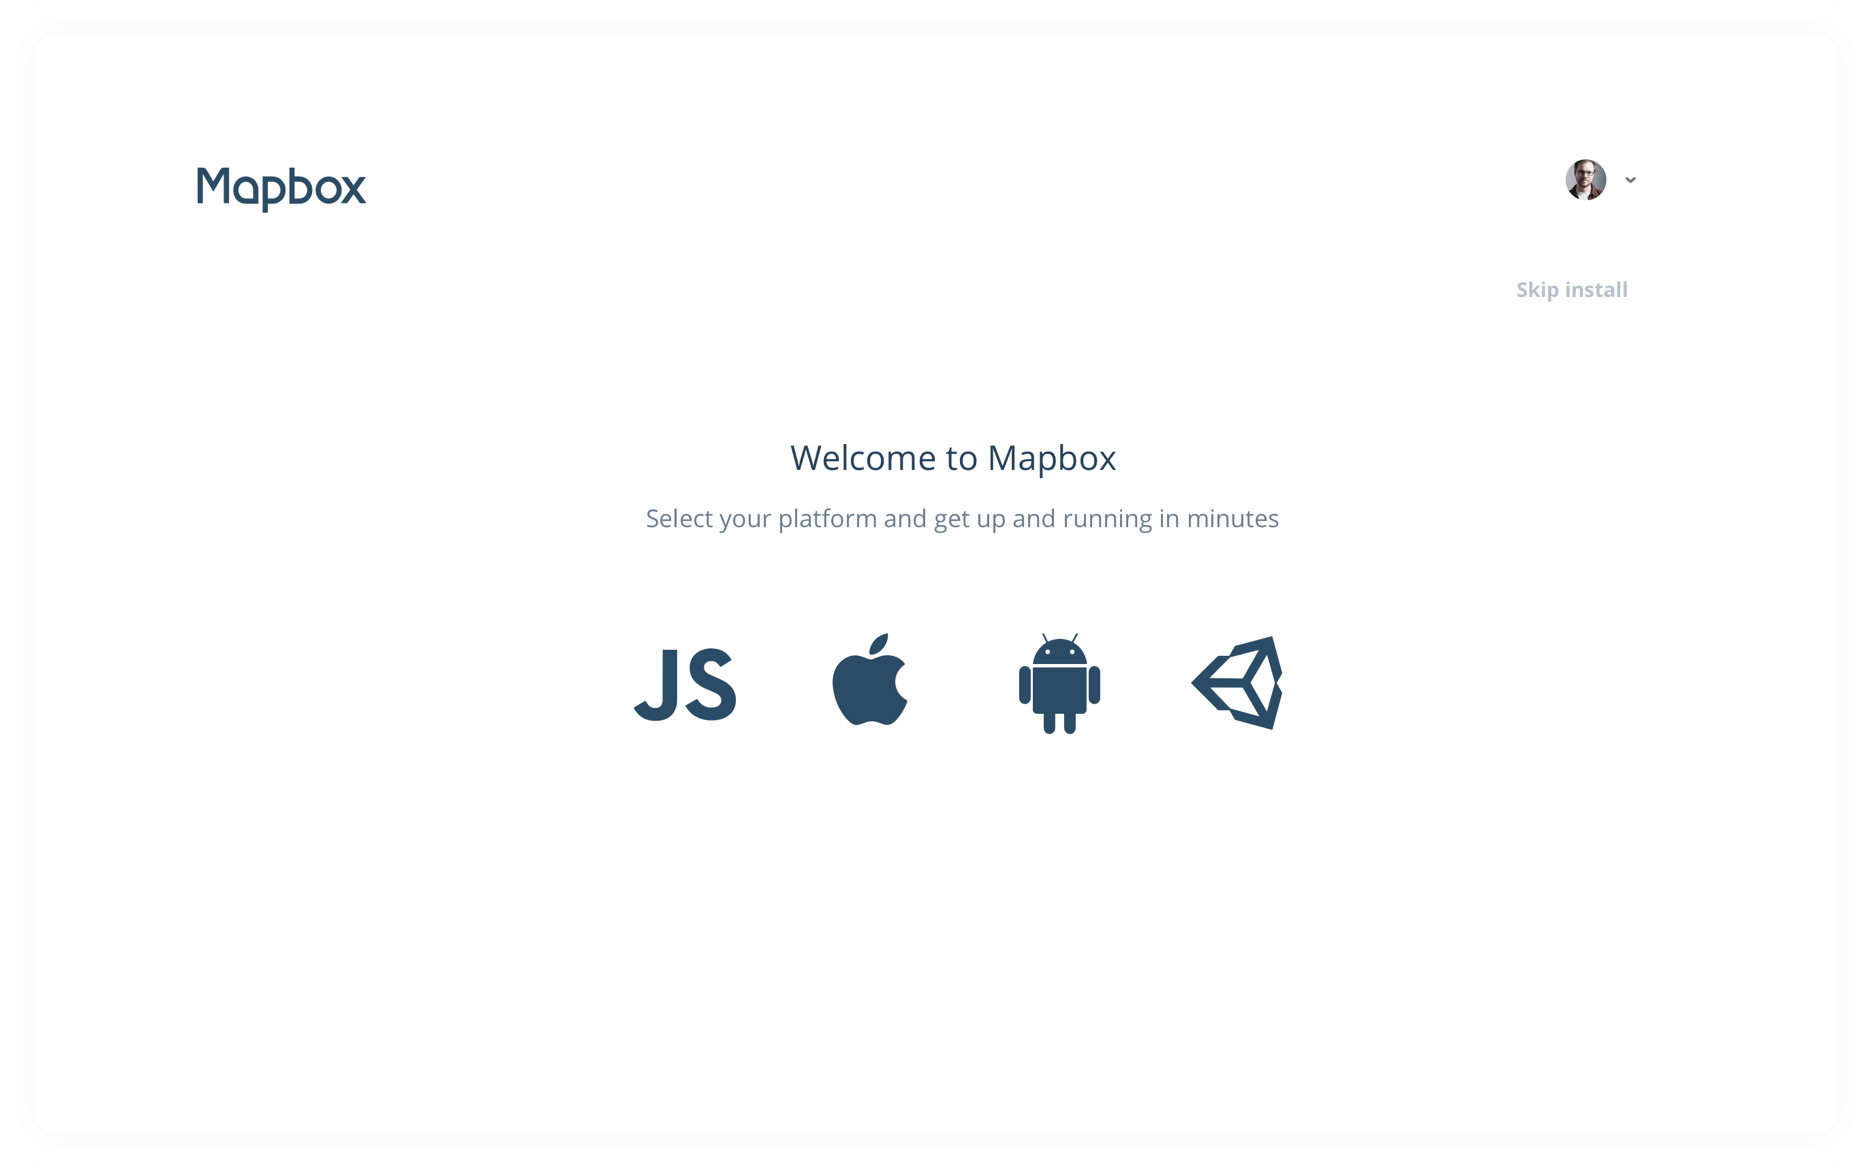 Mapbox
Skip install
Welcome to Mapbox
Select your platform and get up and running in minutes
JS